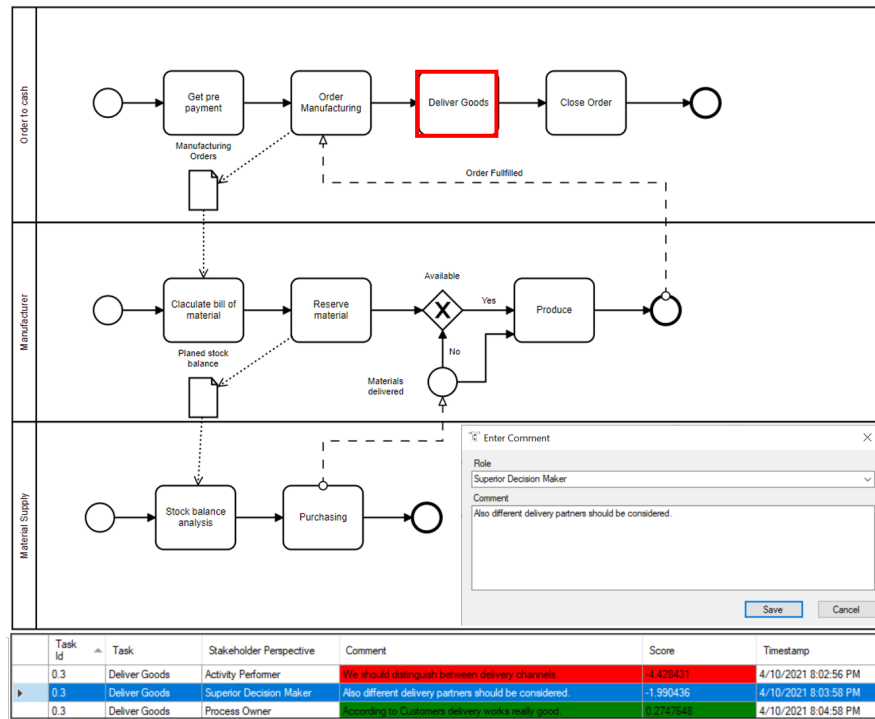 Order to cash
Get pre
payment
Order
Manufacturing
Deliver Goods
Close Order
Manufacturing
Orders
Order Fullfilled
Manufacturer
Available
Claculate bill of
material
Reserve
material
X
Yes
Produce
Planed stock
balance
No
Materials
delivered
Material Supply
Stock balance
analysis
Purchasing
Enter Comment
Role
Superior Decision Maker
Comment
Also different delivery partners should be considered.
Save Cancel
Task Id Task Stakeholder Perspective Comment Score Timestamp
0.3 Deliver Goods Activity Performer We should distinguish between delivery channels. -4.428431 4/10/2021 8:02:56 PM
0.3 Deliver Goods Superior Decision Maker Also different delivery partners should be considered. -1.990436 4/10/2021 8:03:58 PM
0.3 Deliver Goods Process Owner According to Customers delivery works really good. 0.2747648 4/10/2021 8:04:58 PM